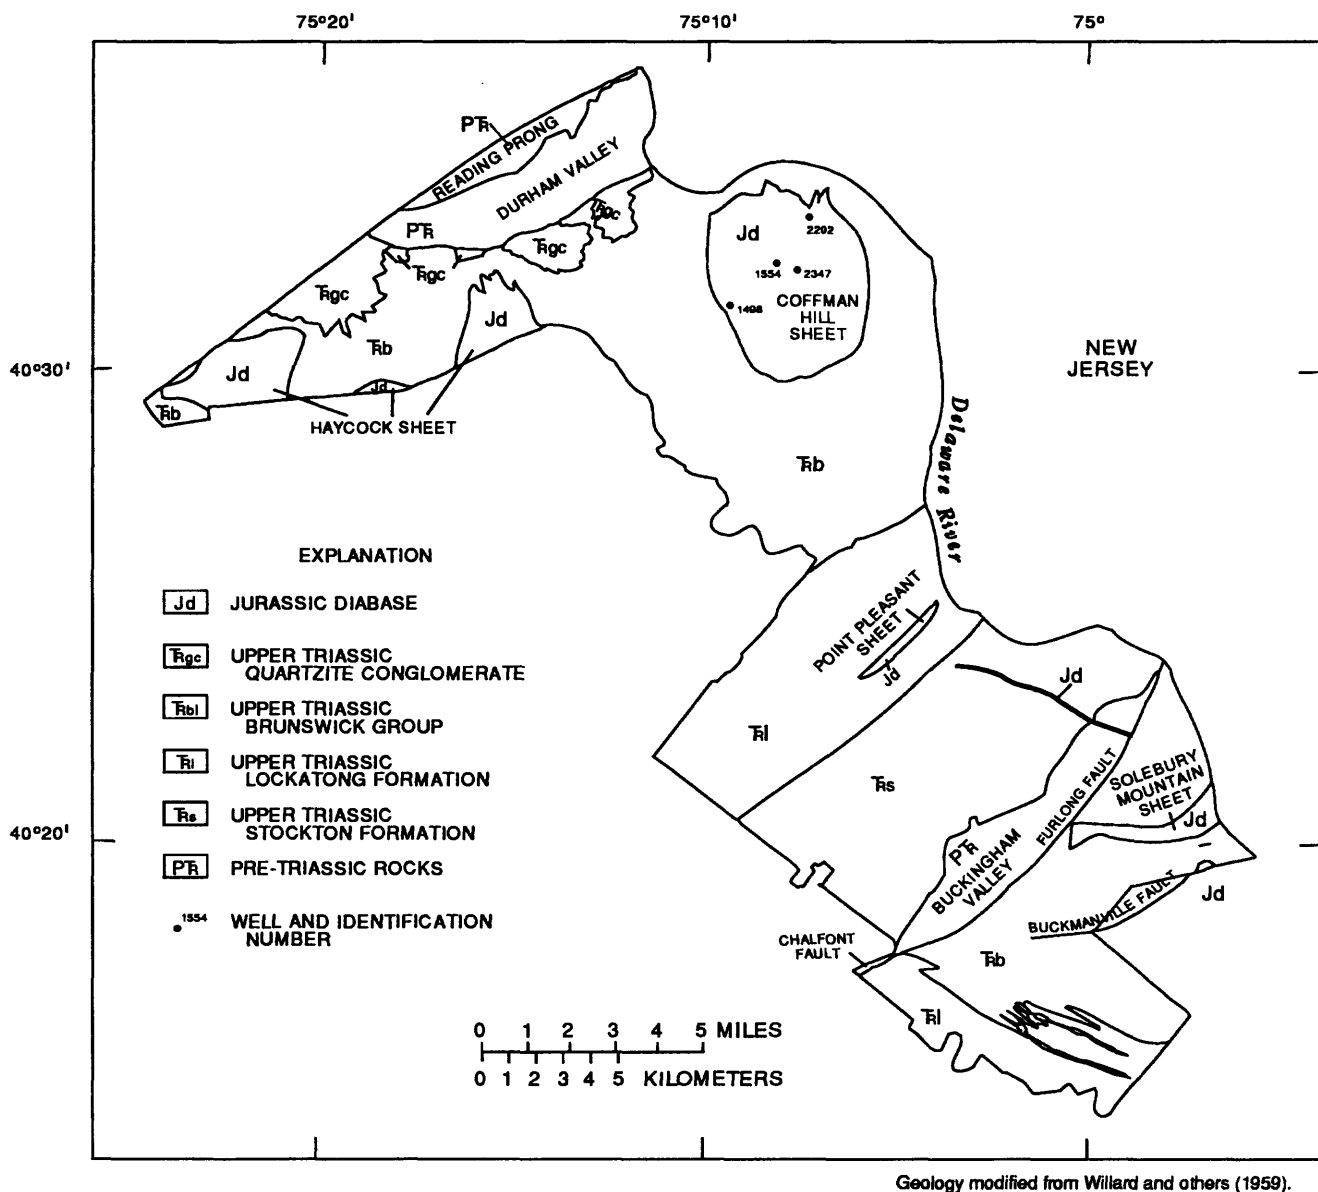 75°20'
75°10'
75°
PTR
READING PRONG
DURHAM VALLEY
PTR
TRgc
TRgc
TRgc
TRgc
Jd
2292
1554
2347
1498
COFFMAN
HILL
SHEET
NEW
JERSEY
40°30'
Jd
TRb
Jd
Jd
TRb
HAYCOCK SHEET
TRb
Delaware River
EXPLANATION
Jd JURASSIC DIABASE
TRgc UPPER TRIASSIC
QUARTZITE CONGLOMERATE
TRbl UPPER TRIASSIC
BRUNSWICK GROUP
TRl UPPER TRIASSIC
LOCKATONG FORMATION
TRs UPPER TRIASSIC
STOCKTON FORMATION
PTR PRE-TRIASSIC ROCKS
1554 WELL AND IDENTIFICATION
NUMBER
POINT PLEASANT
SHEET
Jd
Jd
TRl
TRs
40°20'
FURLONG FAULT
SOLEBURY
MOUNTAIN
SHEET
Jd
PTR
BUCKINGHAM
VALLEY
BUCKMANVILLE FAULT
Jd
CHALFONT
FAULT
TRb
TRl
0 1 2 3 4 5 MILES
0 1 2 3 4 5 KILOMETERS
Geology modified from Willard and others (1959).